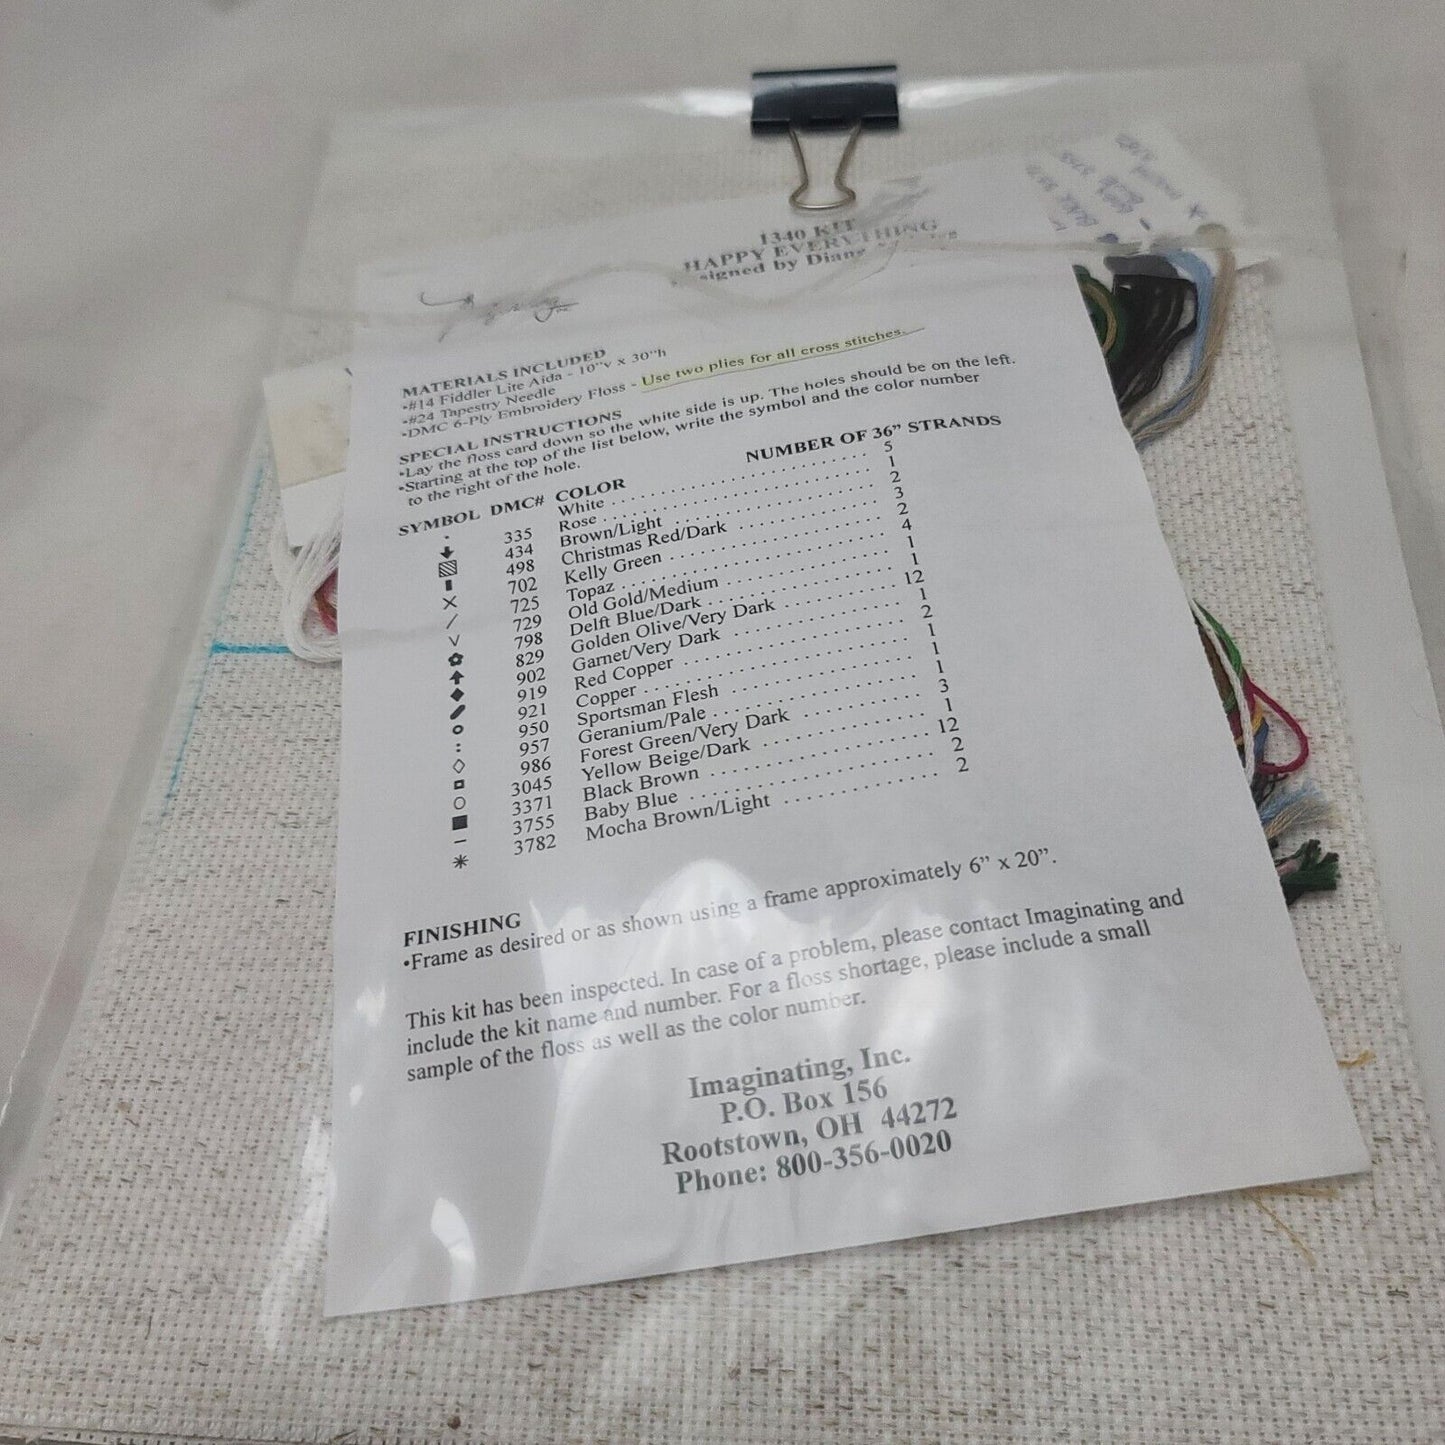 1340 KIT
HAPPY EVERYTHING
by
MATERIALS INCLUDED
•#14 Fiddler Lite Aida - 10"v x 30"h
•#24 Tapestry Needle
•DMC 6-Ply Embroidery Floss - Use two plies for all cross stitches.
SPECIAL INSTRUCTIONS
•Lay the floss card down so the white side is up. The holes should be on the left.
•Starting at the top of the list below, write the symbol and the color number
to the right of the hole.
SYMBOL DMC# COLOR NUMBER OF 36" STRANDS
· White 5
🡇 335 Rose 1
▨ 434 Brown/Light 2
▮ 498 Christmas Red/Dark 3
X 702 Kelly Green 2
/ 725 Topaz 4
V 729 Old Gold/Medium 1
✿ 798 Delft Blue/Dark 1
🡅 829 Golden Olive/Very Dark 12
◆ 902 Garnet/Very Dark 1
⬮ 919 Red Copper 2
o 921 Copper 1
: 950 Sportsman Flesh 1
◇ 957 Geranium/Pale 1
▫ 986 Forest Green/Very Dark 3
○ 3045 Yellow Beige/Dark 1
■ 3371 Black Brown 12
– 3755 Baby Blue 2
* 3782 Mocha Brown/Light 2
FINISHING
•Frame as desired or as shown using a frame approximately 6" x 20".
This kit has been inspected. In case of a problem, please contact Imaginating and
include the kit name and number. For a floss shortage, please include a small
sample of the floss as well as the color number.
Imaginating, Inc.
P.O. Box 156
Rootstown, OH 44272
Phone: 800-356-0020